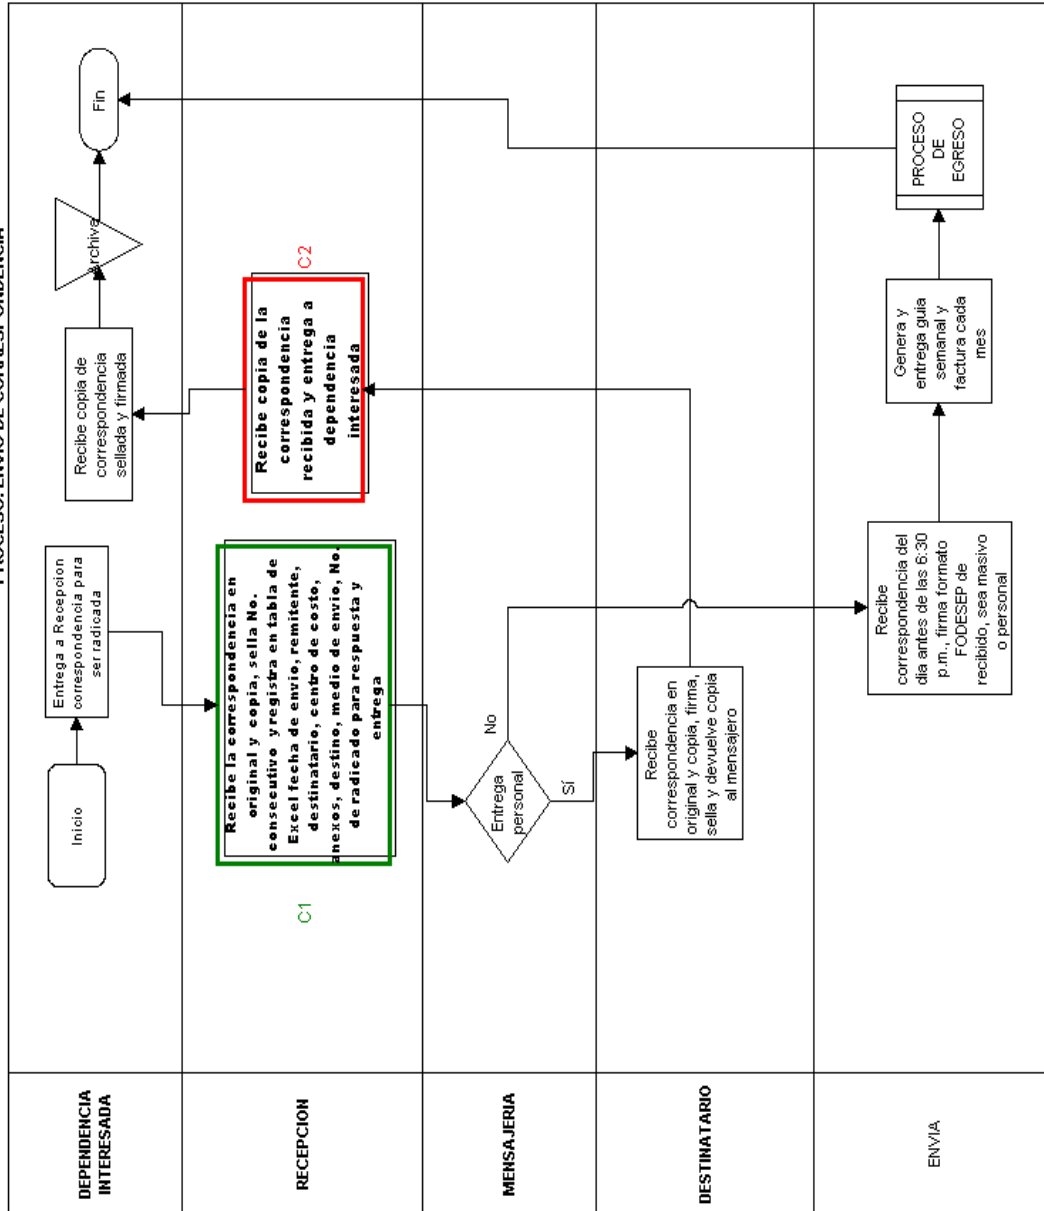 PROCESO: ENVIO DE CORRESPONDENCIA
DEPENDENCIA
INTERESADA
Inicio
Entrega a Recepcion
correspondencia para
ser radicada
Recibe copia de
correspondencia
sellada y firmada
Archiva
Fin
RECEPCION
C1
Recibe la correspondencia en
original y copia, sella No.
consecutivo y registra en tabla de
Excel fecha de envio, remitente,
destinatario, centro de costo,
anexos, destino, medio de envio, No.
de radicado para respuesta y
entrega
Recibe copia de la
correspondencia
recibida y entrega a
dependencia
interesada
C2
MENSAJERIA
Entrega
personal
No
Sí
DESTINATARIO
Recibe
correspondencia en
original y copia, firma,
sella y devuelve copia
al mensajero
ENVIA
Recibe
correspondencia del
dia antes de las 6:30
p.m., firma formato
FODESEP de
recibido, sea masivo
o personal
Genera y
entrega guia
semanal y
factura cada
mes
PROCESO
DE
EGRESO